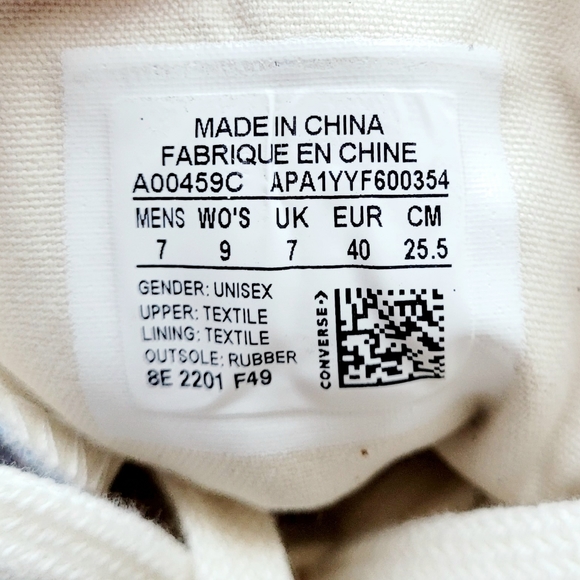 MADE IN CHINA
FABRIQUE EN CHINE
A00459C APA1YYF600354
MENS WO'S UK EUR CM
7 9 7 40 25.5
GENDER: UNISEX
UPPER: TEXTILE
LINING: TEXTILE
OUTSOLE: RUBBER
8E 2201 F49
CONVERSE